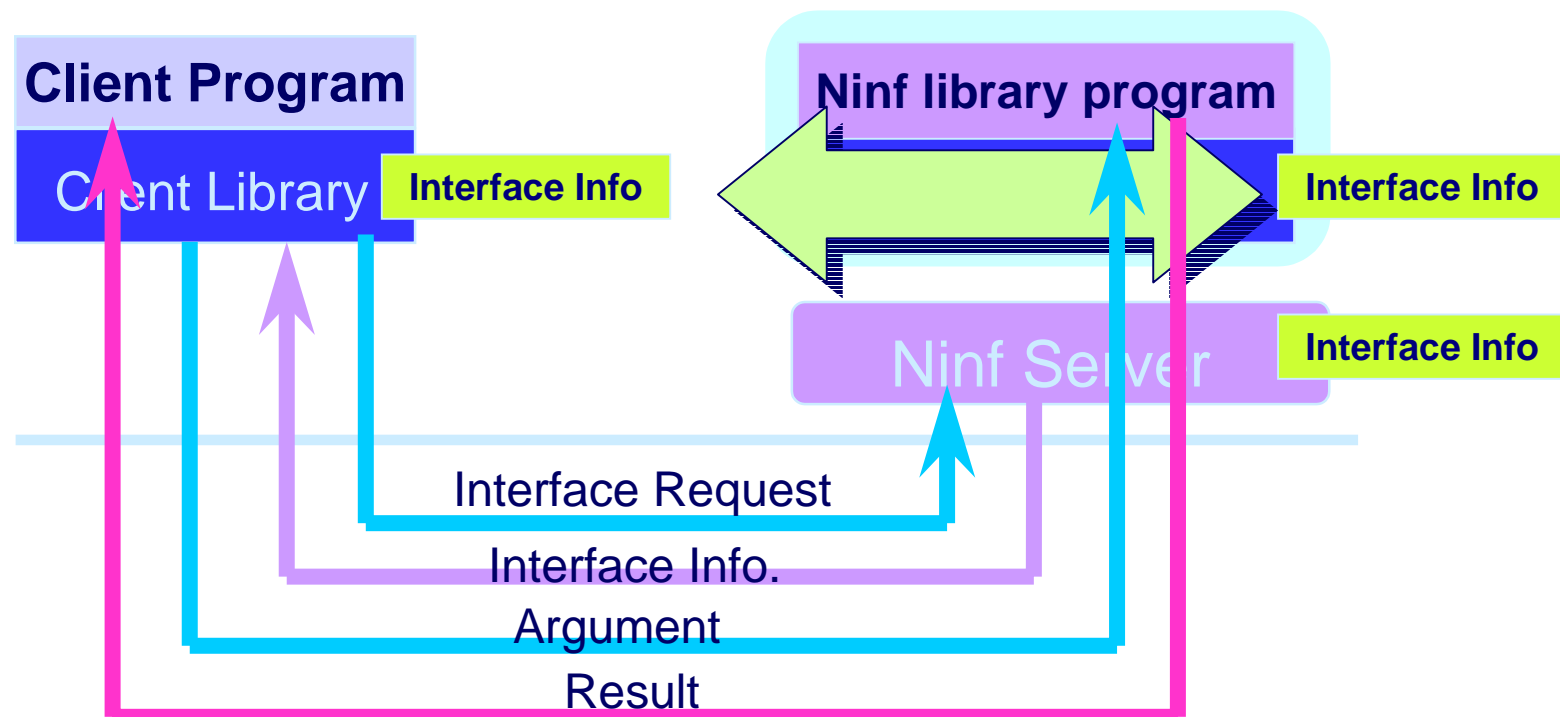 Client Program
Ninf library program
Client Library
Interface Info
Interface Info
Ninf Server
Interface Info
Interface Request
Interface Info.
Argument
Result